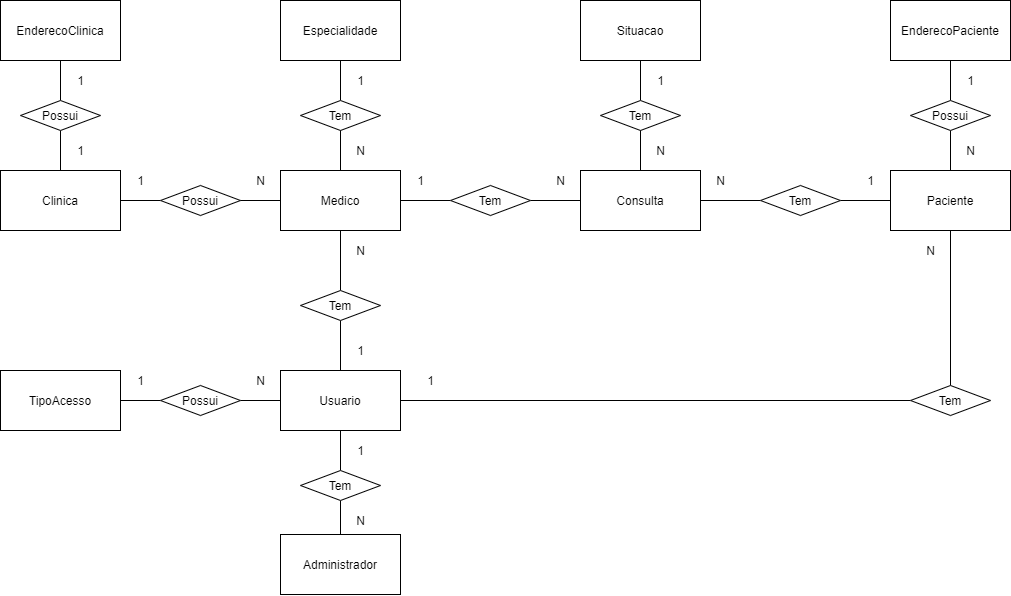 EnderecoClinica
Especialidade
Situacao
EnderecoPaciente
1
1
1
1
Possui
Tem
Tem
Possui
1
N
N
N
1
N
1
N
N
1
Clinica
Possui
Medico
Tem
Consulta
Tem
Paciente
N
N
Tem
1
1
N
1
TipoAcesso
Possui
Usuario
Tem
1
Tem
N
Administrador